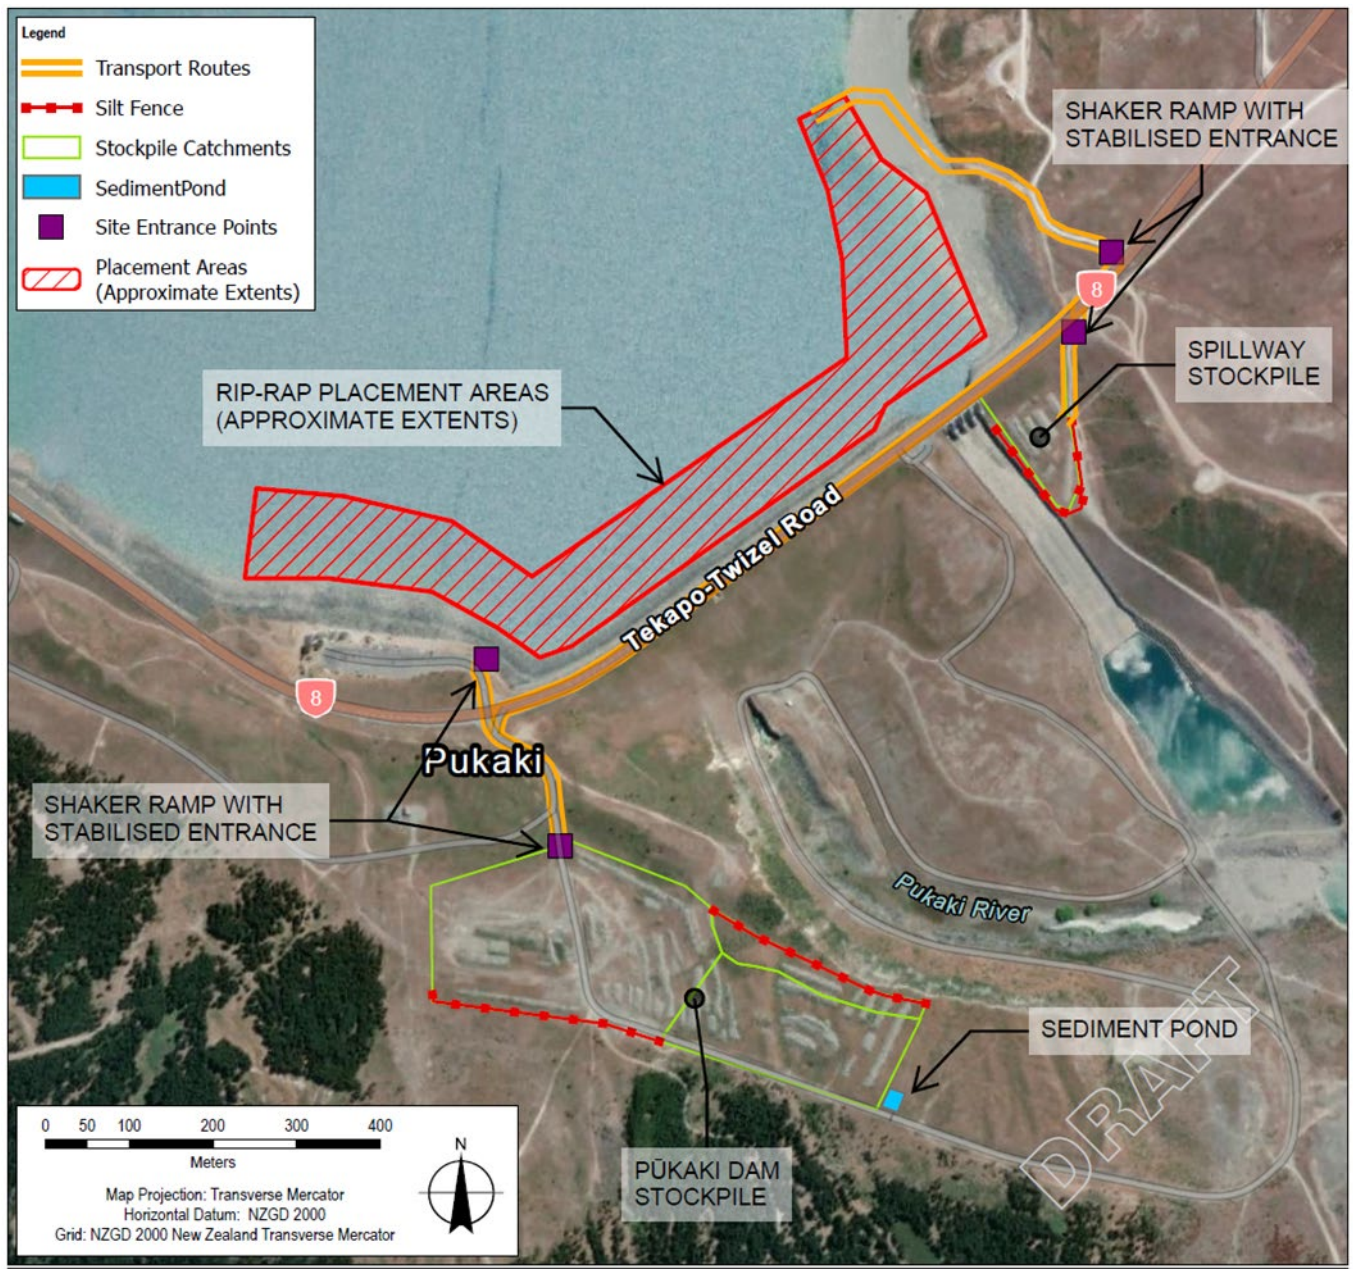 Legend
Transport Routes
Silt Fence
Stockpile Catchments
SedimentPond
Site Entrance Points
Placement Areas
(Approximate Extents)
SHAKER RAMP WITH
STABILISED ENTRANCE
8
SPILLWAY
STOCKPILE
RIP-RAP PLACEMENT AREAS
(APPROXIMATE EXTENTS)
Tekapo-Twizel Road
8
Pukaki
SHAKER RAMP WITH
STABILISED ENTRANCE
Pukaki River
SEDIMENT POND
DRAFT
PŪKAKI DAM
STOCKPILE
0 50 100 200 300 400
Meters
N
Map Projection: Transverse Mercator
Horizontal Datum: NZGD 2000
Grid: NZGD 2000 New Zealand Transverse Mercator